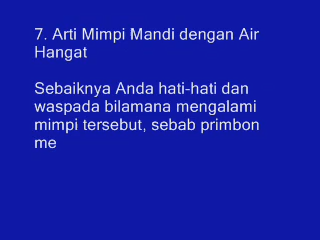 7. Arti Mimpi Mandi dengan Air
Hangat
Sebaiknya Anda hati-hati dan
waspada bilamana mengalami
mimpi tersebut, sebab primbon
me